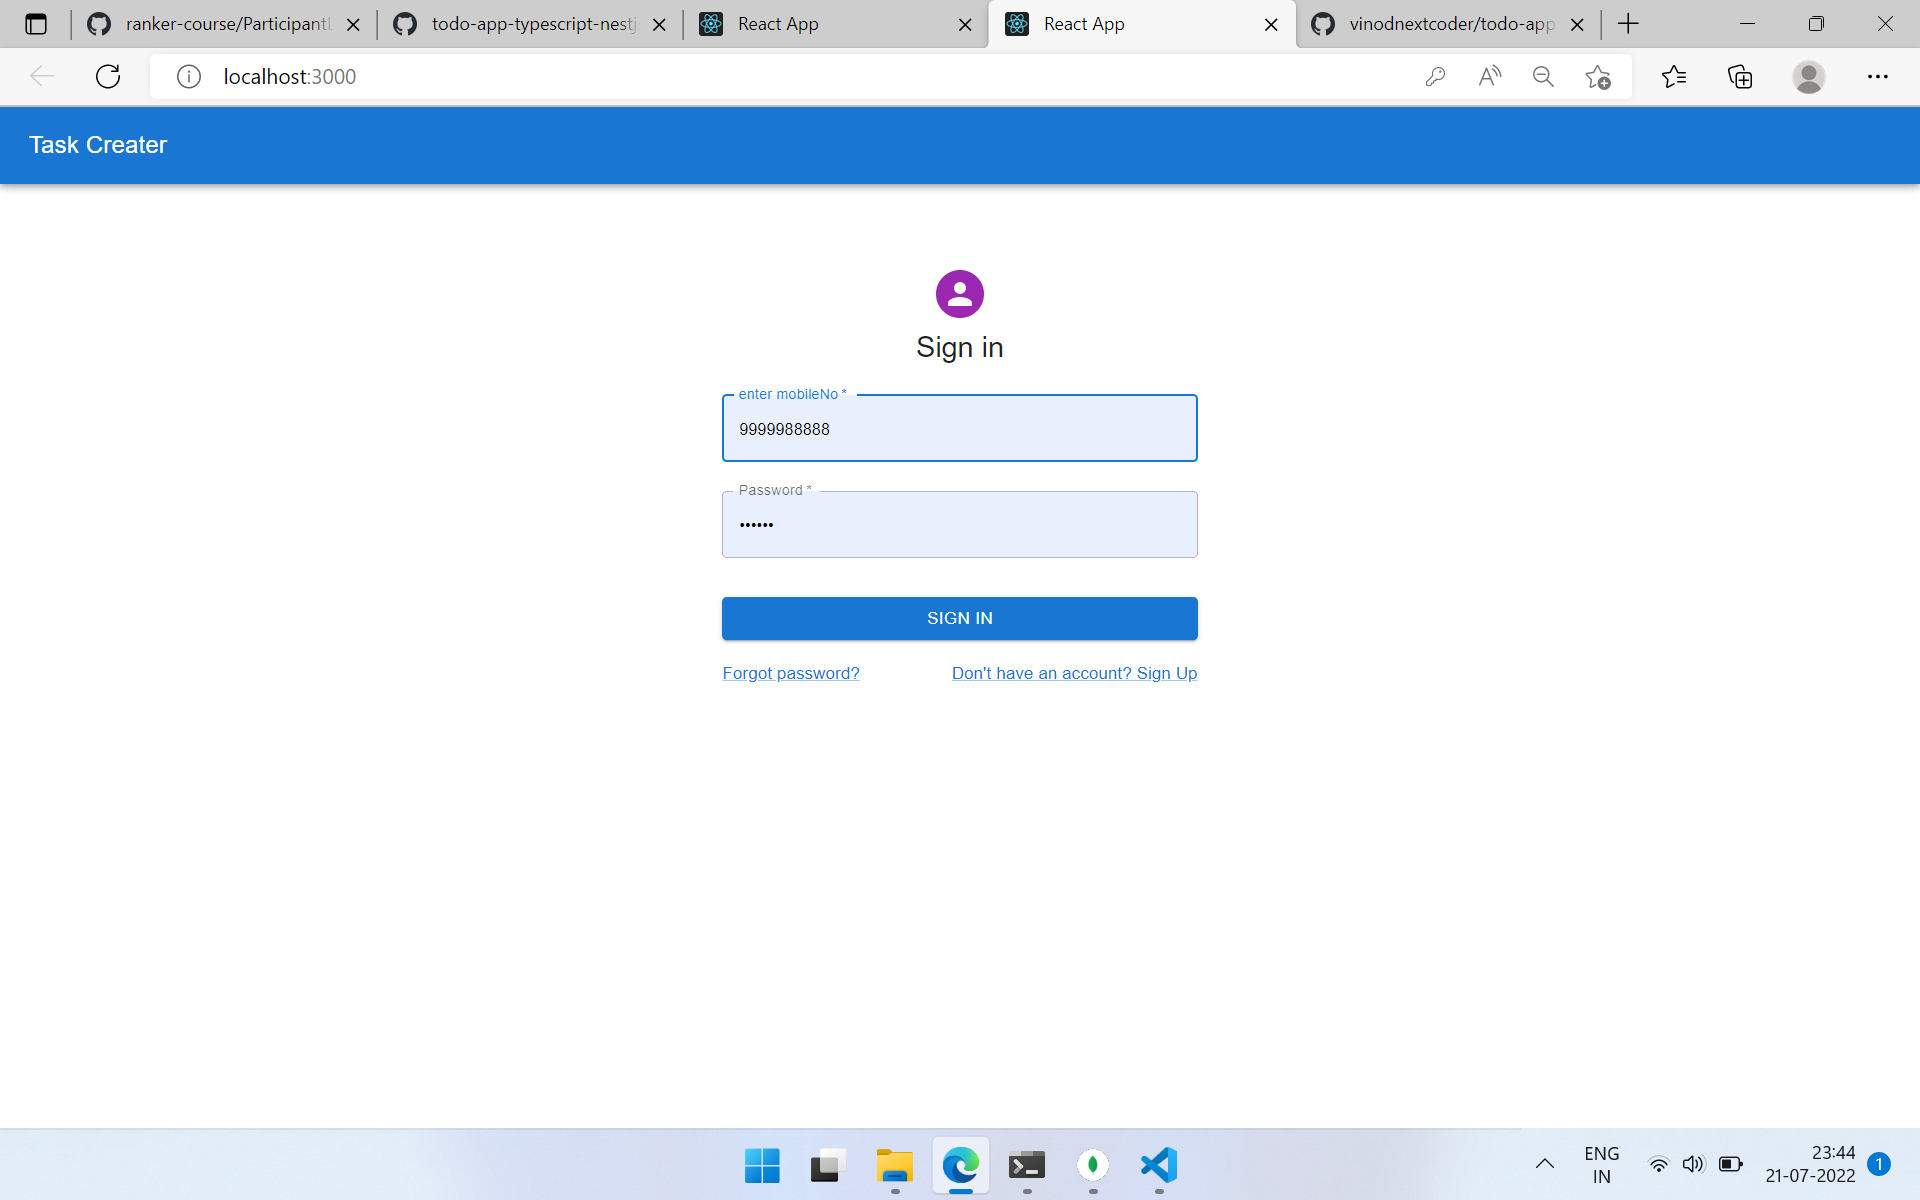 ranker-course/Participant
todo-app-typescript-nestj
React App
React App
vinodnextcoder/todo-app
localhost:3000
Task Creater
Sign in
enter mobileNo *
9999988888
Password *
••••••
SIGN IN
Forgot password?
Don't have an account? Sign Up
ENG
IN
23:44
21-07-2022
1